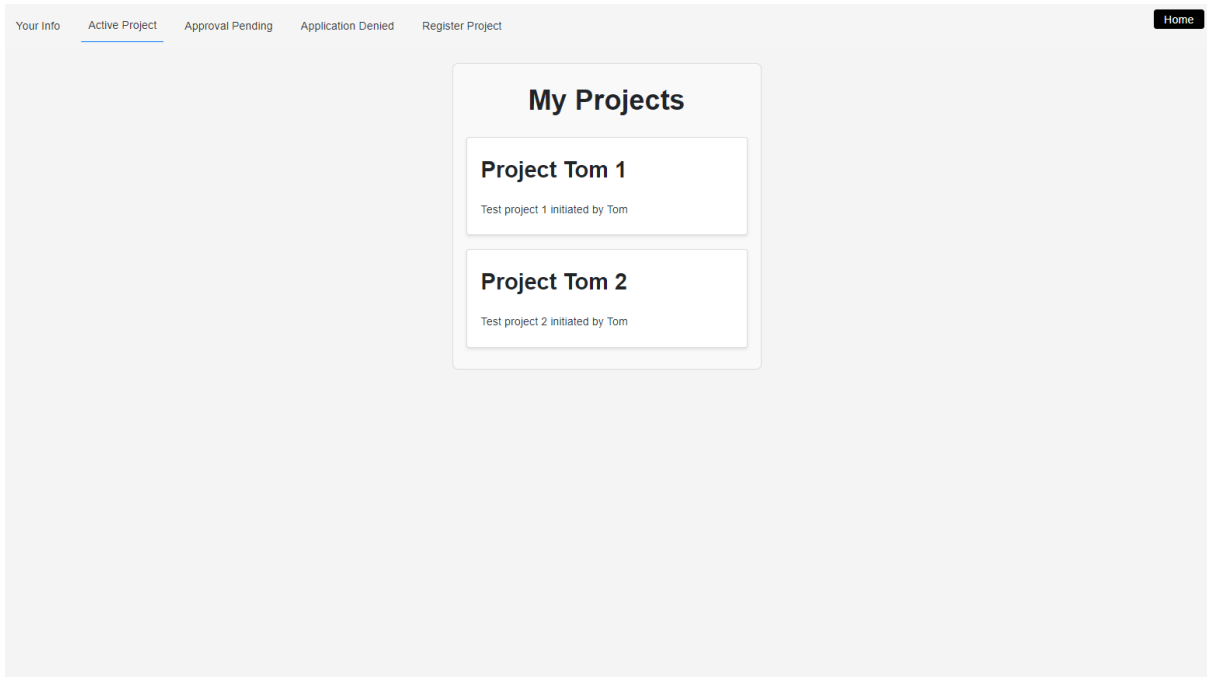 Your Info
Active Project
Approval Pending
Application Denied
Register Project
Home
My Projects
Project Tom 1
Test project 1 initiated by Tom
Project Tom 2
Test project 2 initiated by Tom